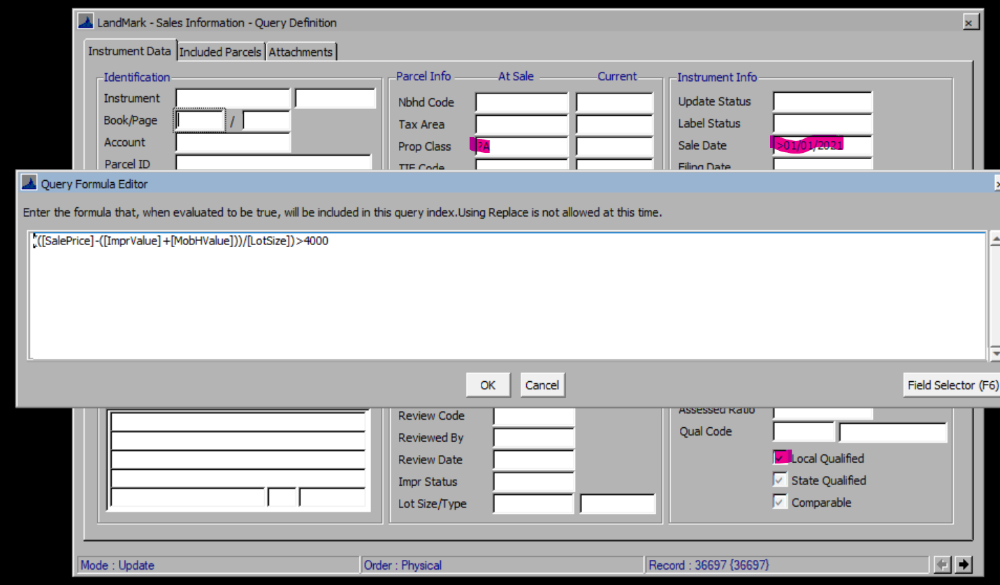 LandMark - Sales Information - Query Definition
Instrument Data Included Parcels Attachments
Identification
Instrument
Book/Page /
Account
Parcel ID
Parcel Info At Sale Current
Nbhd Code
Tax Area
Prop Class ?A
TIF Code
Instrument Info
Update Status
Label Status
Sale Date >01/01/2021
Filing Date
Query Formula Editor
Enter the formula that, when evaluated to be true, will be included in this query index.Using Replace is not allowed at this time.
(([SalePrice]-([ImprValue]+[MobHValue]))/[LotSize])>4000
OK Cancel Field Selector (F6)
Review Code
Reviewed By
Review Date
Impr Status
Lot Size/Type
Assessed Ratio
Qual Code
Local Qualified
State Qualified
Comparable
Mode : Update Order : Physical Record : 36697 {36697}